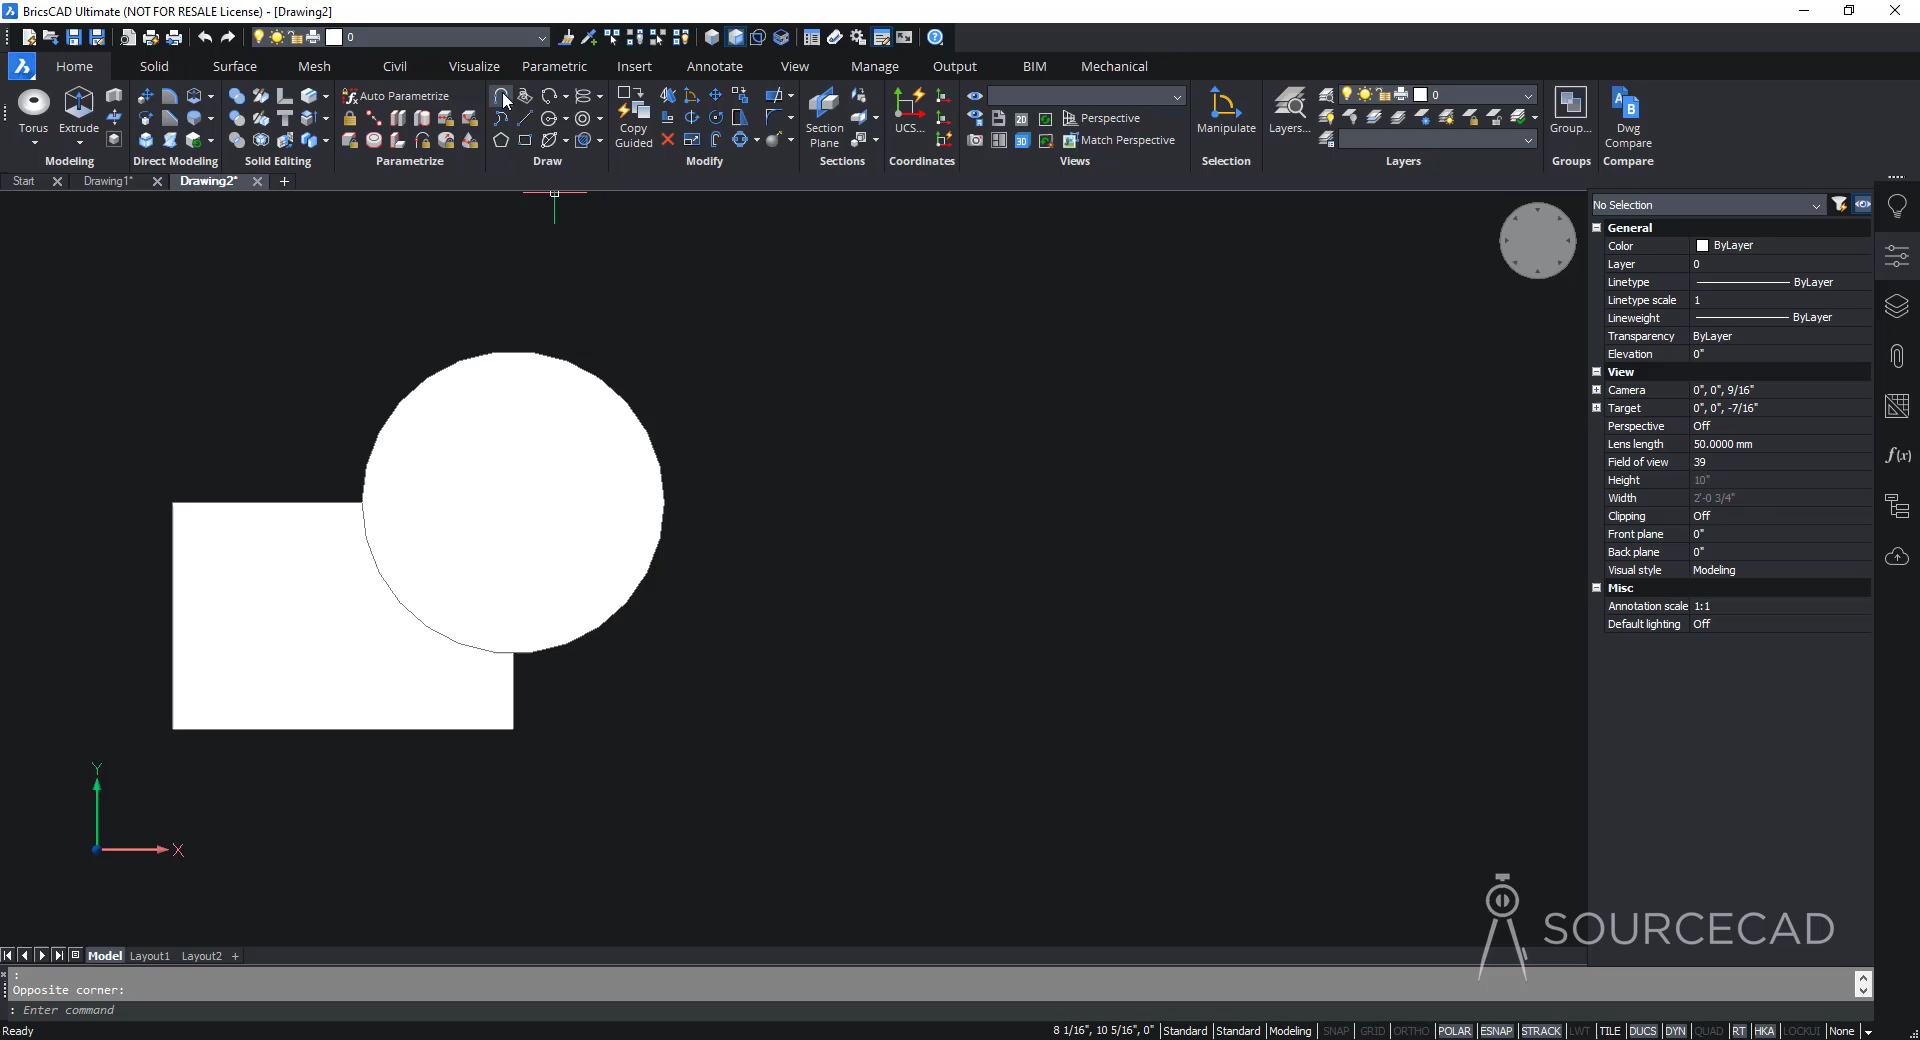 BricsCAD Ultimate (NOT FOR RESALE License) - [Drawing2]
0
Home Solid Surface Mesh Civil Visualize Parametric Insert Annotate View Manage Output BIM Mechanical
Torus
Extrude
Modeling
Direct Modeling
Solid Editing
Auto Parametrize
Parametrize
Draw
Copy
Guided
Modify
Section
Plane
Sections
UCS...
Coordinates
2D
3D
Perspective
Match Perspective
Views
Manipulate
Selection
Layers...
0
Layers
Group...
Groups
Dwg
Compare
Compare
Start Drawing1* Drawing2*
No Selection
General
Color ByLayer
Layer 0
Linetype ByLayer
Linetype scale 1
Lineweight ByLayer
Transparency ByLayer
Elevation 0"
View
Camera 0", 0", 9/16"
Target 0", 0", -7/16"
Perspective Off
Lens length 50.0000 mm
Field of view 39
Height 10"
Width 2'-0 3/4"
Clipping Off
Front plane 0"
Back plane 0"
Visual style Modeling
Misc
Annotation scale 1:1
Default lighting Off
f(x)
Y
X
SOURCECAD
Model Layout1 Layout2 +
:
Opposite corner:
: Enter command
Ready
8 1/16", 10 5/16", 0" Standard Standard Modeling SNAP GRID ORTHO POLAR ESNAP STRACK LWT TILE DUCS DYN QUAD RT HKA LOCKUI None